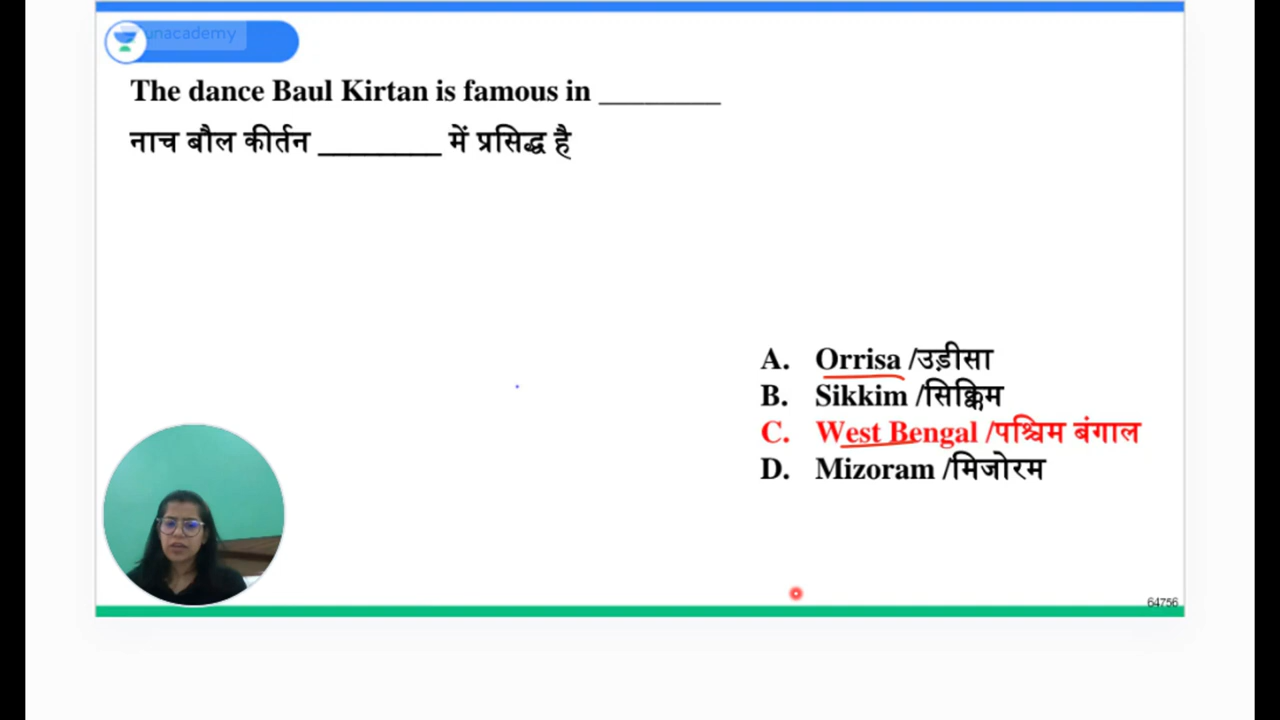 unacademy
The dance Baul Kirtan is famous in ________
नाच बौल कीर्तन ________ में प्रसिद्ध है
A. Orrisa /उड़ीसा
B. Sikkim /सिक्किम
C. West Bengal /पश्चिम बंगाल
D. Mizoram /मिजोरम
64756